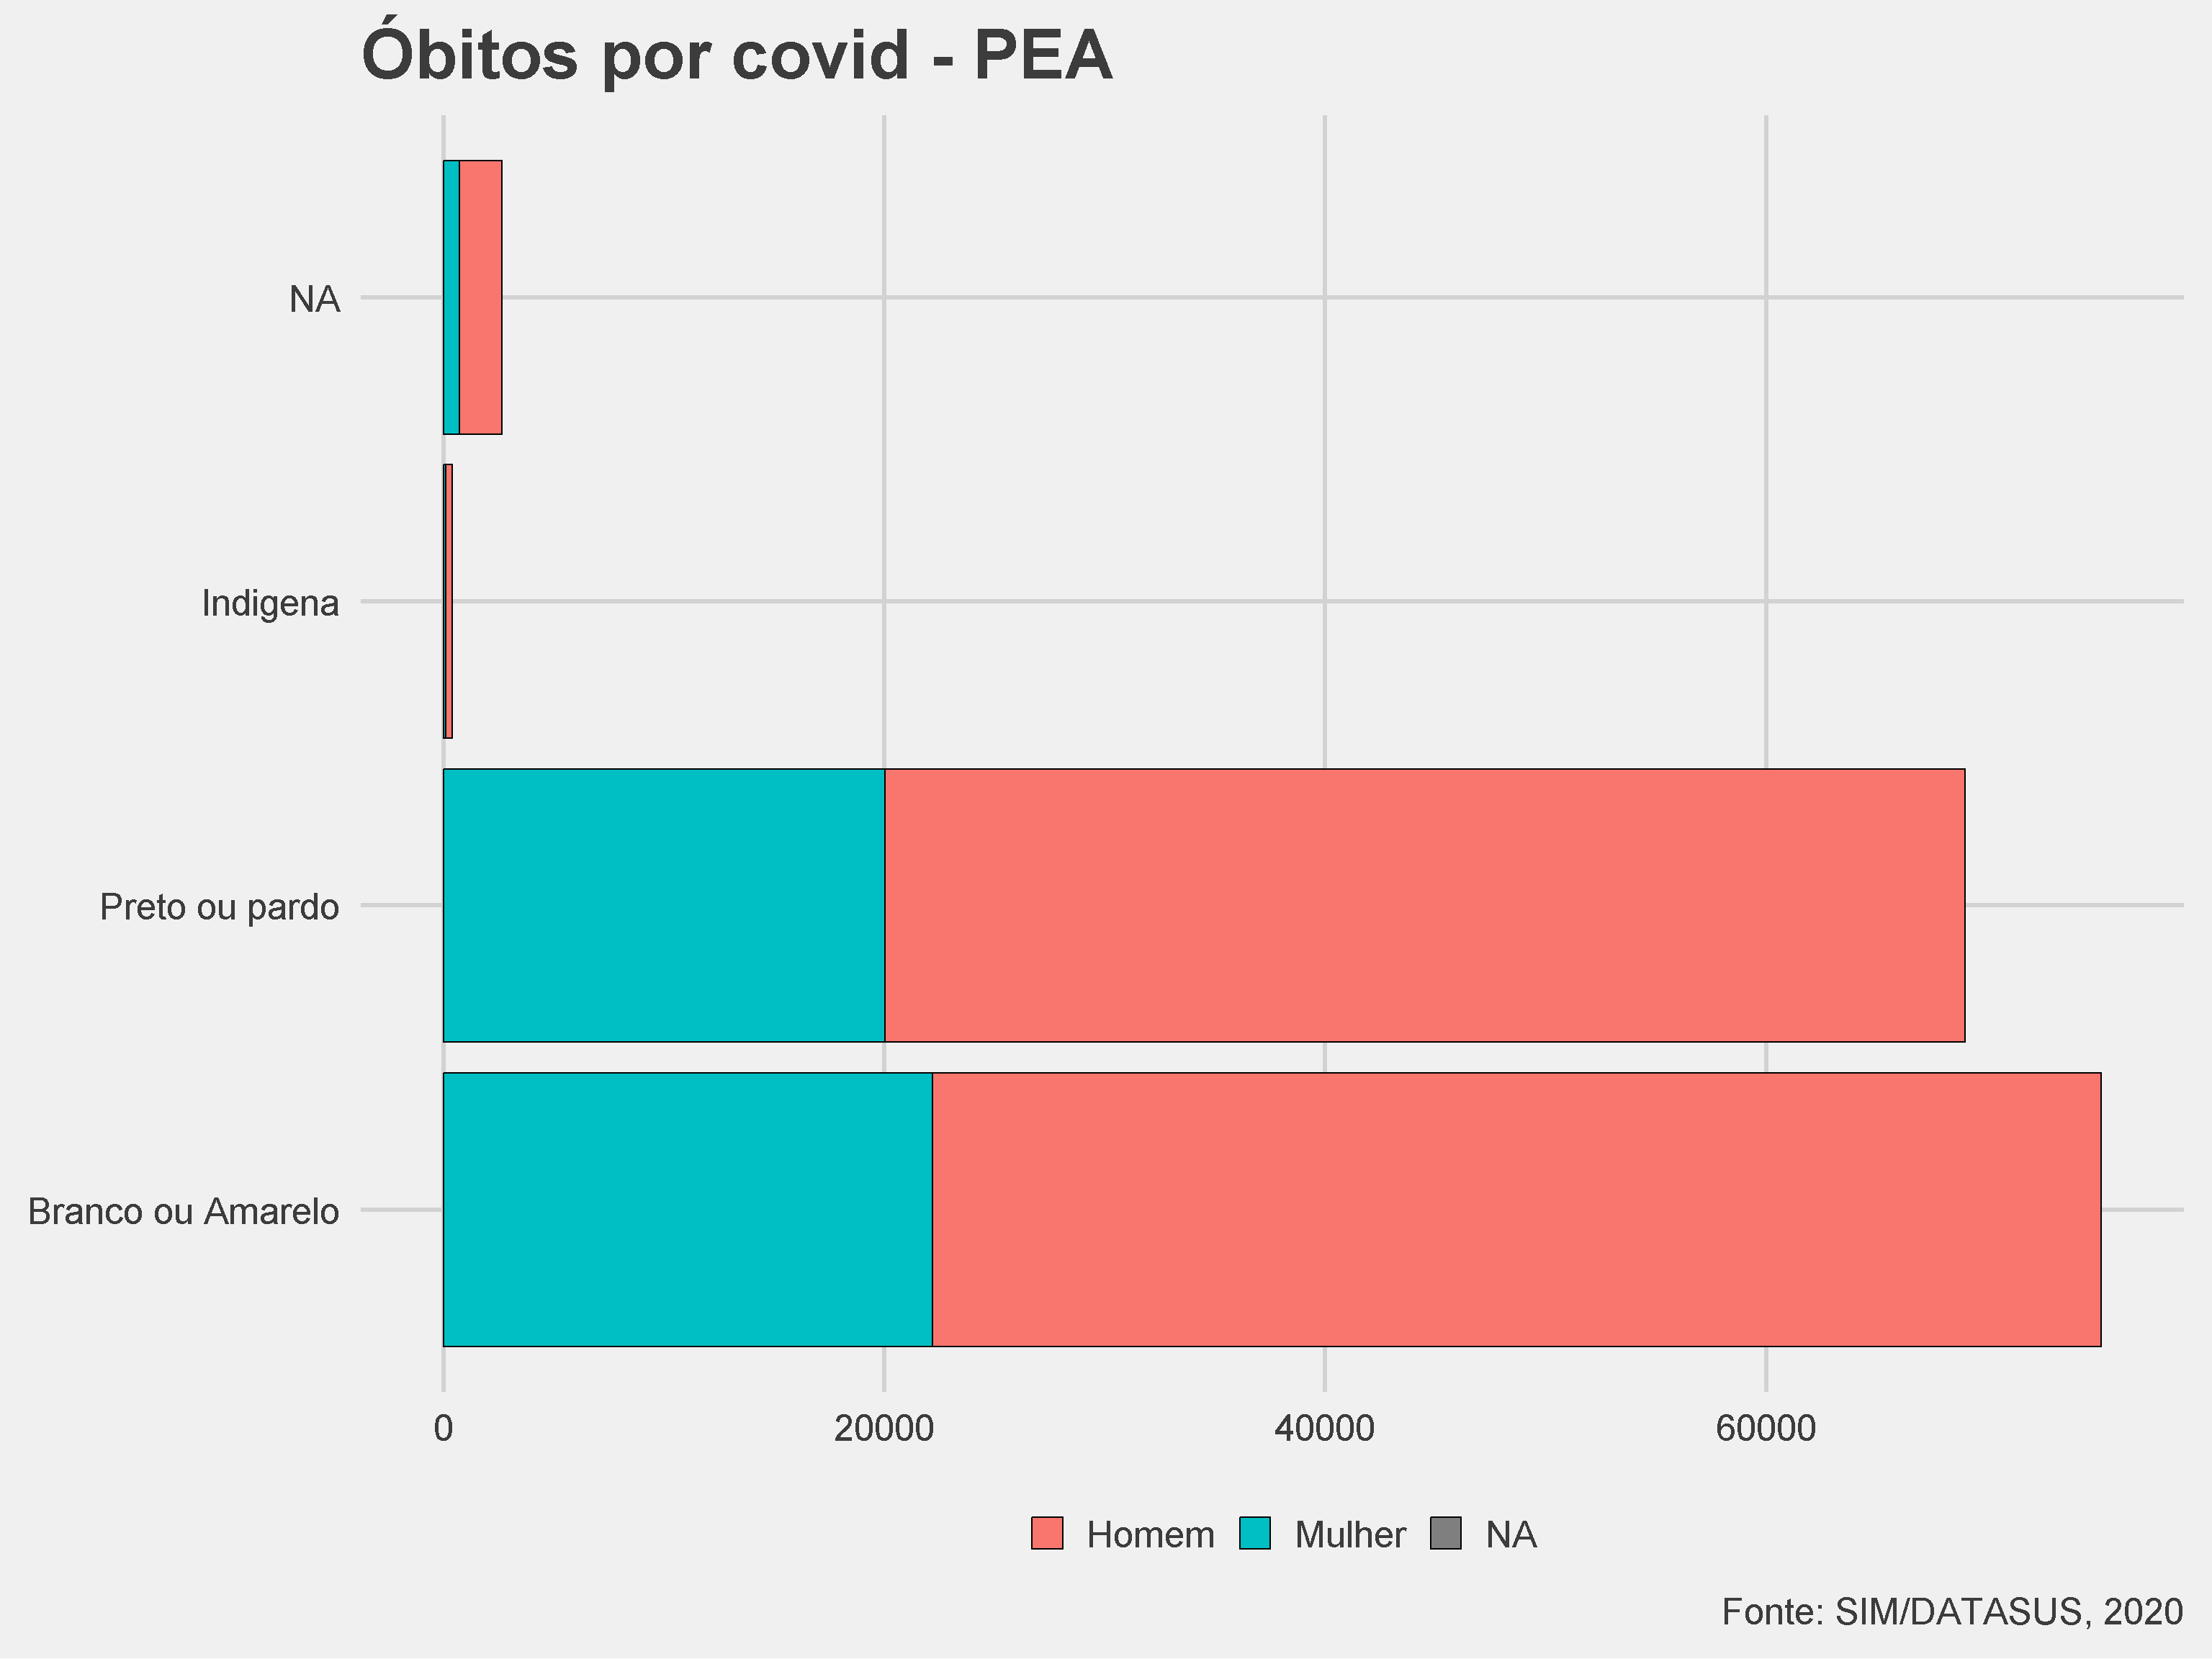 Óbitos por covid - PEA
NA
Indigena
Preto ou pardo
Branco ou Amarelo
0 20000 40000 60000
Homem Mulher NA
Fonte: SIM/DATASUS, 2020